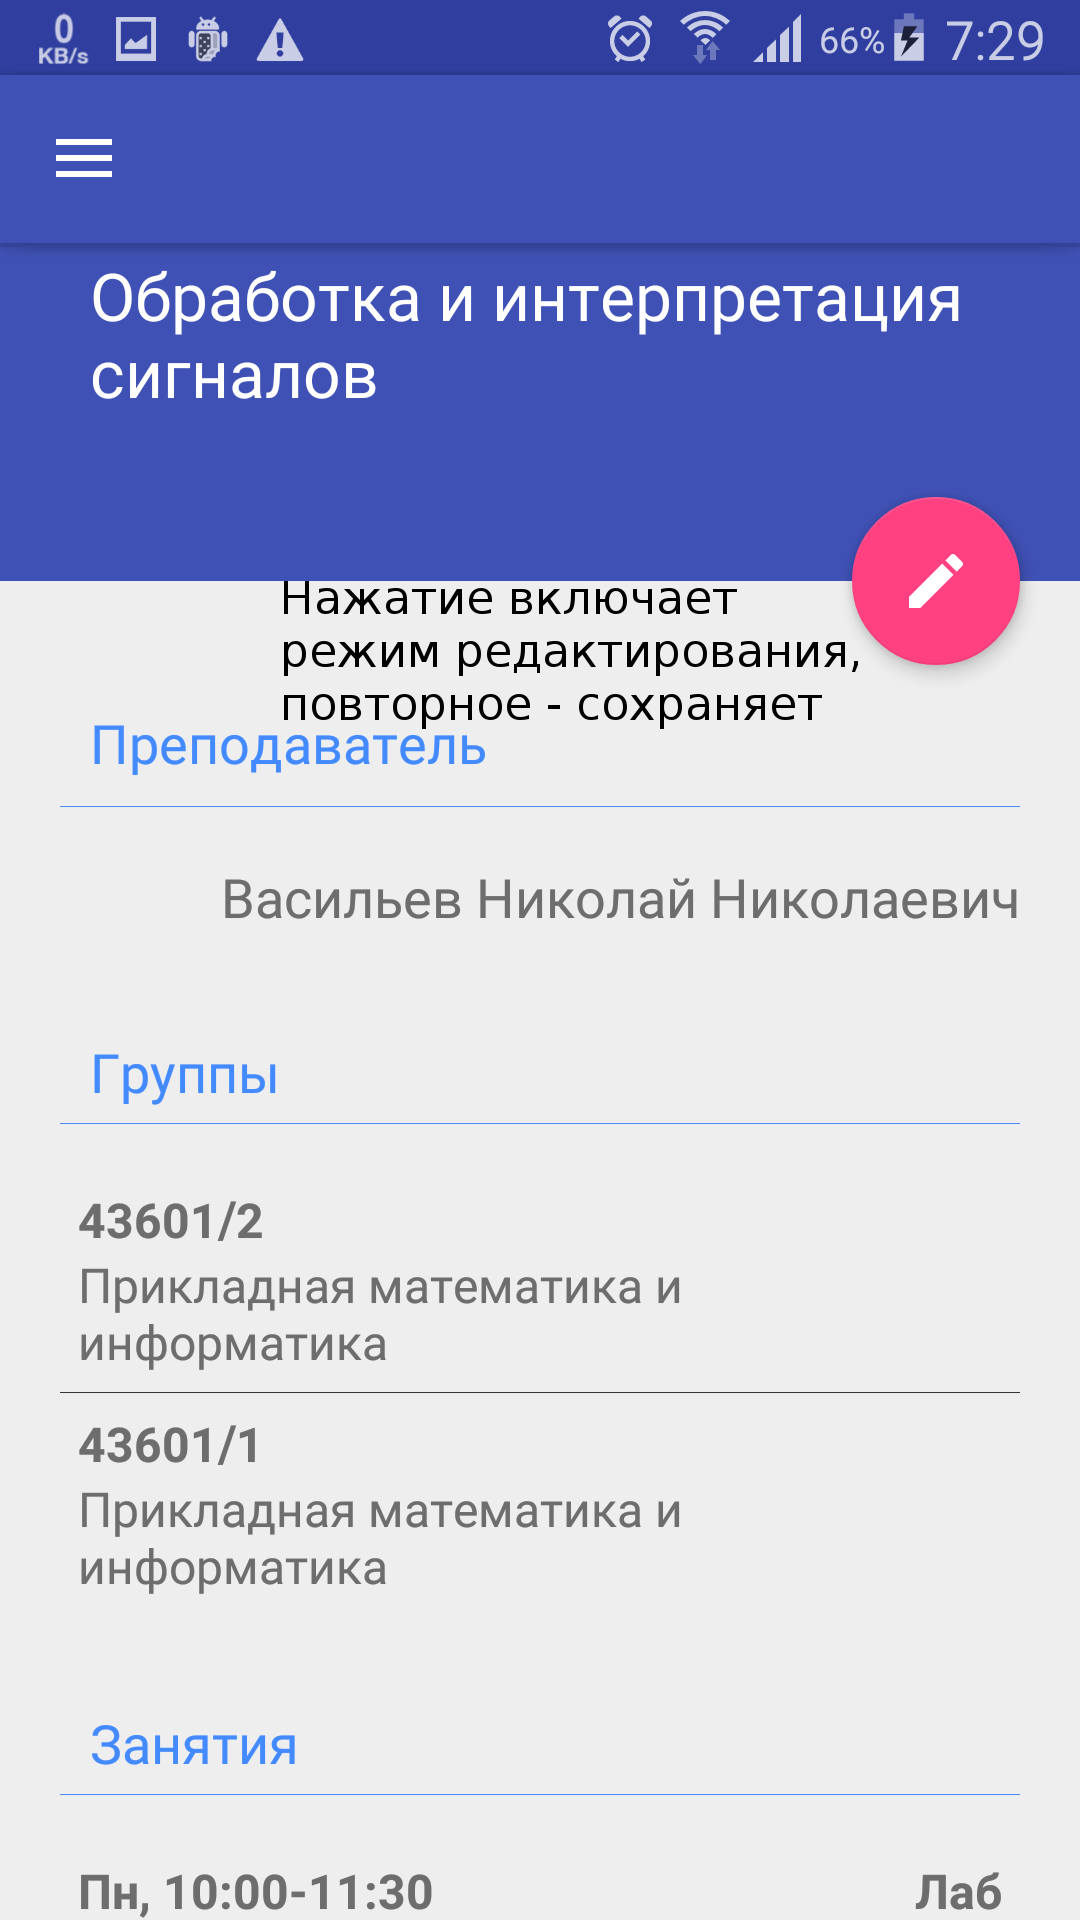 0
KB/s
66%
7:29
Обработка и интерпретация
сигналов
Нажатие включает
режим редактирования,
повторное - сохраняет
Преподаватель
Васильев Николай Николаевич
Группы
43601/2
Прикладная математика и
информатика
43601/1
Прикладная математика и
информатика
Занятия
Пн, 10:00-11:30 Лаб